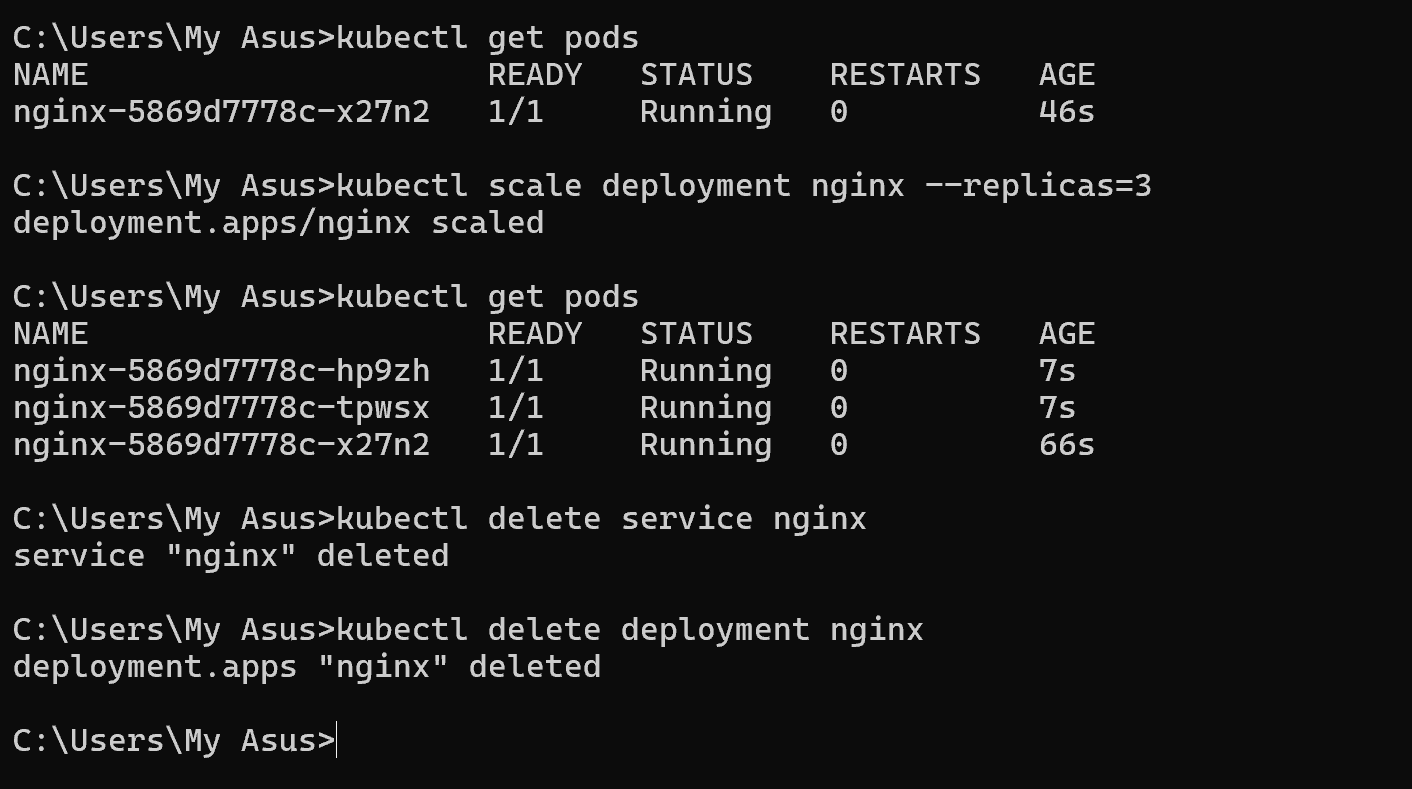 C:\Users\My Asus>kubectl get pods
NAME                     READY   STATUS    RESTARTS   AGE
nginx-5869d7778c-x27n2   1/1     Running   0          46s
C:\Users\My Asus>kubectl scale deployment nginx --replicas=3
deployment.apps/nginx scaled
C:\Users\My Asus>kubectl get pods
NAME                     READY   STATUS    RESTARTS   AGE
nginx-5869d7778c-hp9zh   1/1     Running   0          7s
nginx-5869d7778c-tpwsx   1/1     Running   0          7s
nginx-5869d7778c-x27n2   1/1     Running   0          66s
C:\Users\My Asus>kubectl delete service nginx
service "nginx" deleted
C:\Users\My Asus>kubectl delete deployment nginx
deployment.apps "nginx" deleted
C:\Users\My Asus>